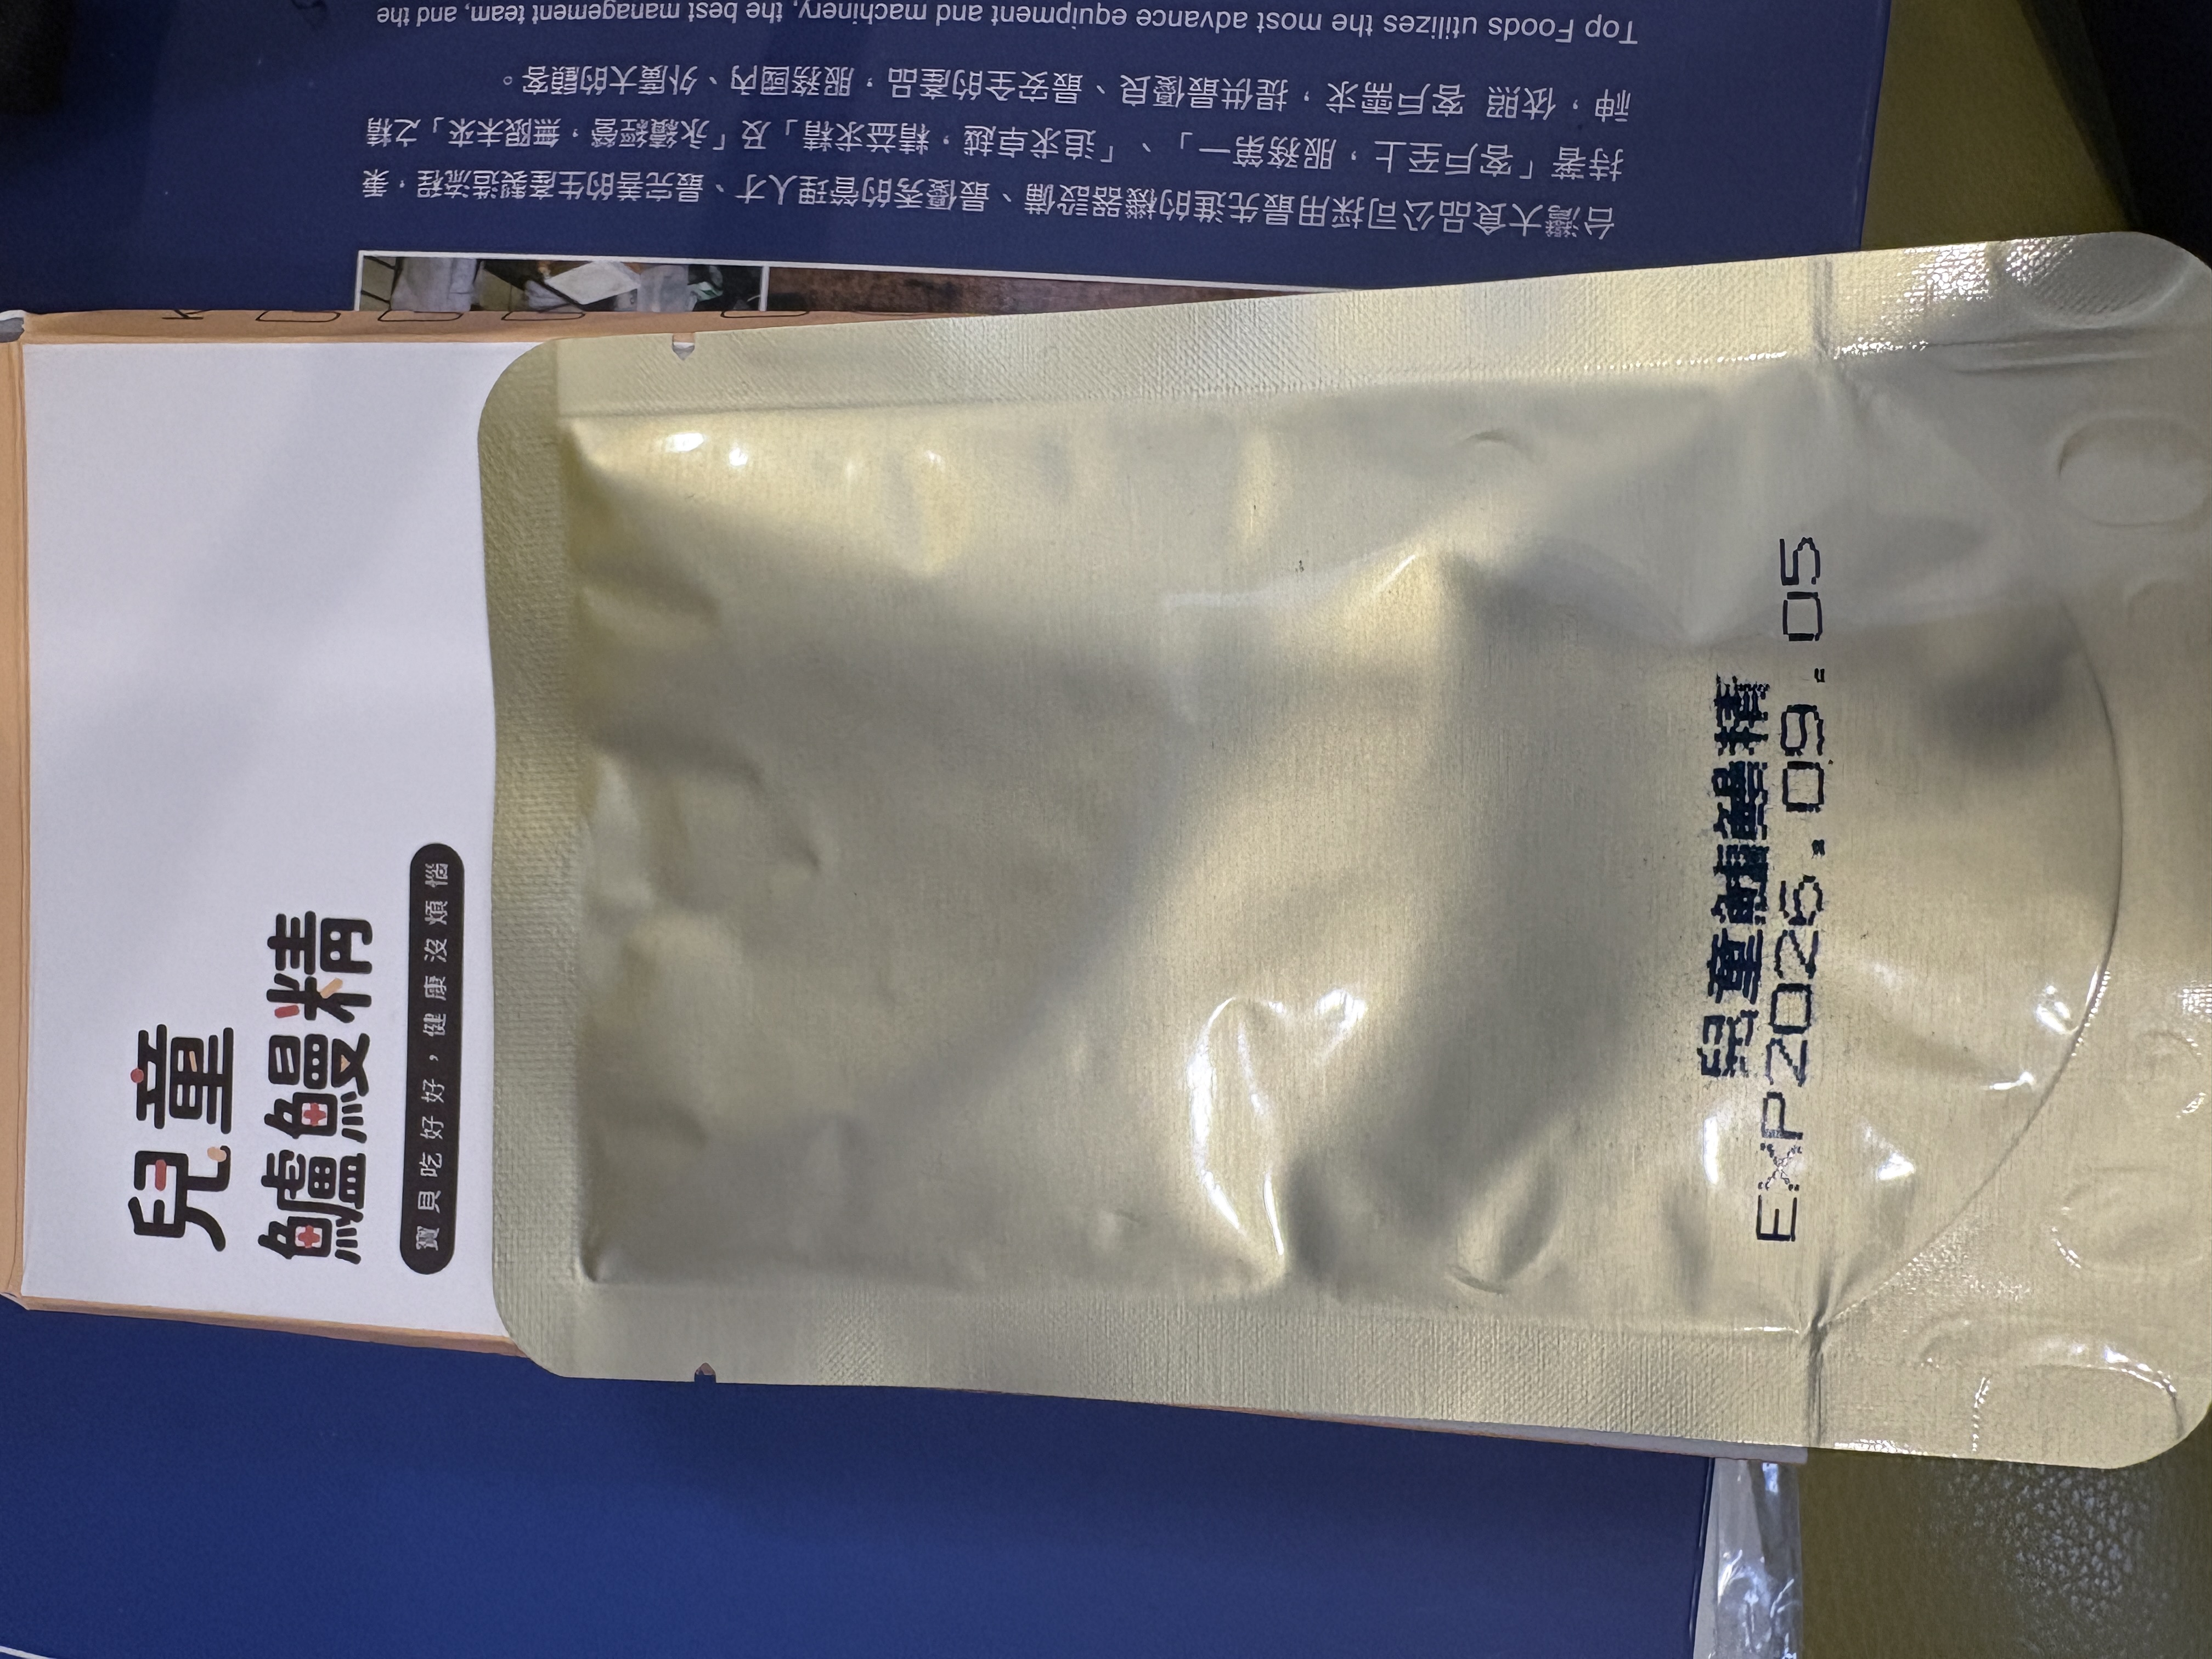 兒童
鱸鰻精
寶貝吃好好，健康沒煩惱
兒童鱸鰻精
EXP2026.09.05
台灣大食品公司採用最先進的機器設備、最優秀的管理人才、最完善的生產製造流程，秉
持著「客戶至上，服務第一」、「追求卓越，精益求精」及「永續經營，無限未來」之精
神，依照 客戶需求，提供最優良、最安全的產品，服務國內、外廣大的顧客。
Top Foods utilizes the most advance equipment and machinery, the best management team, and the